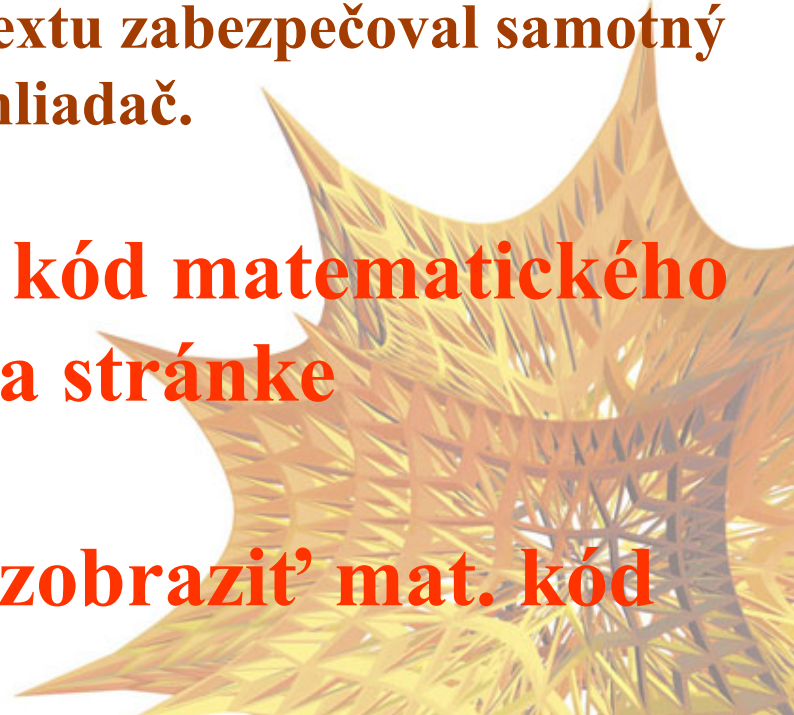 extu zabezpečoval samotný
hliadač.
kód matematického
a stránke
zobraziť mat. kód